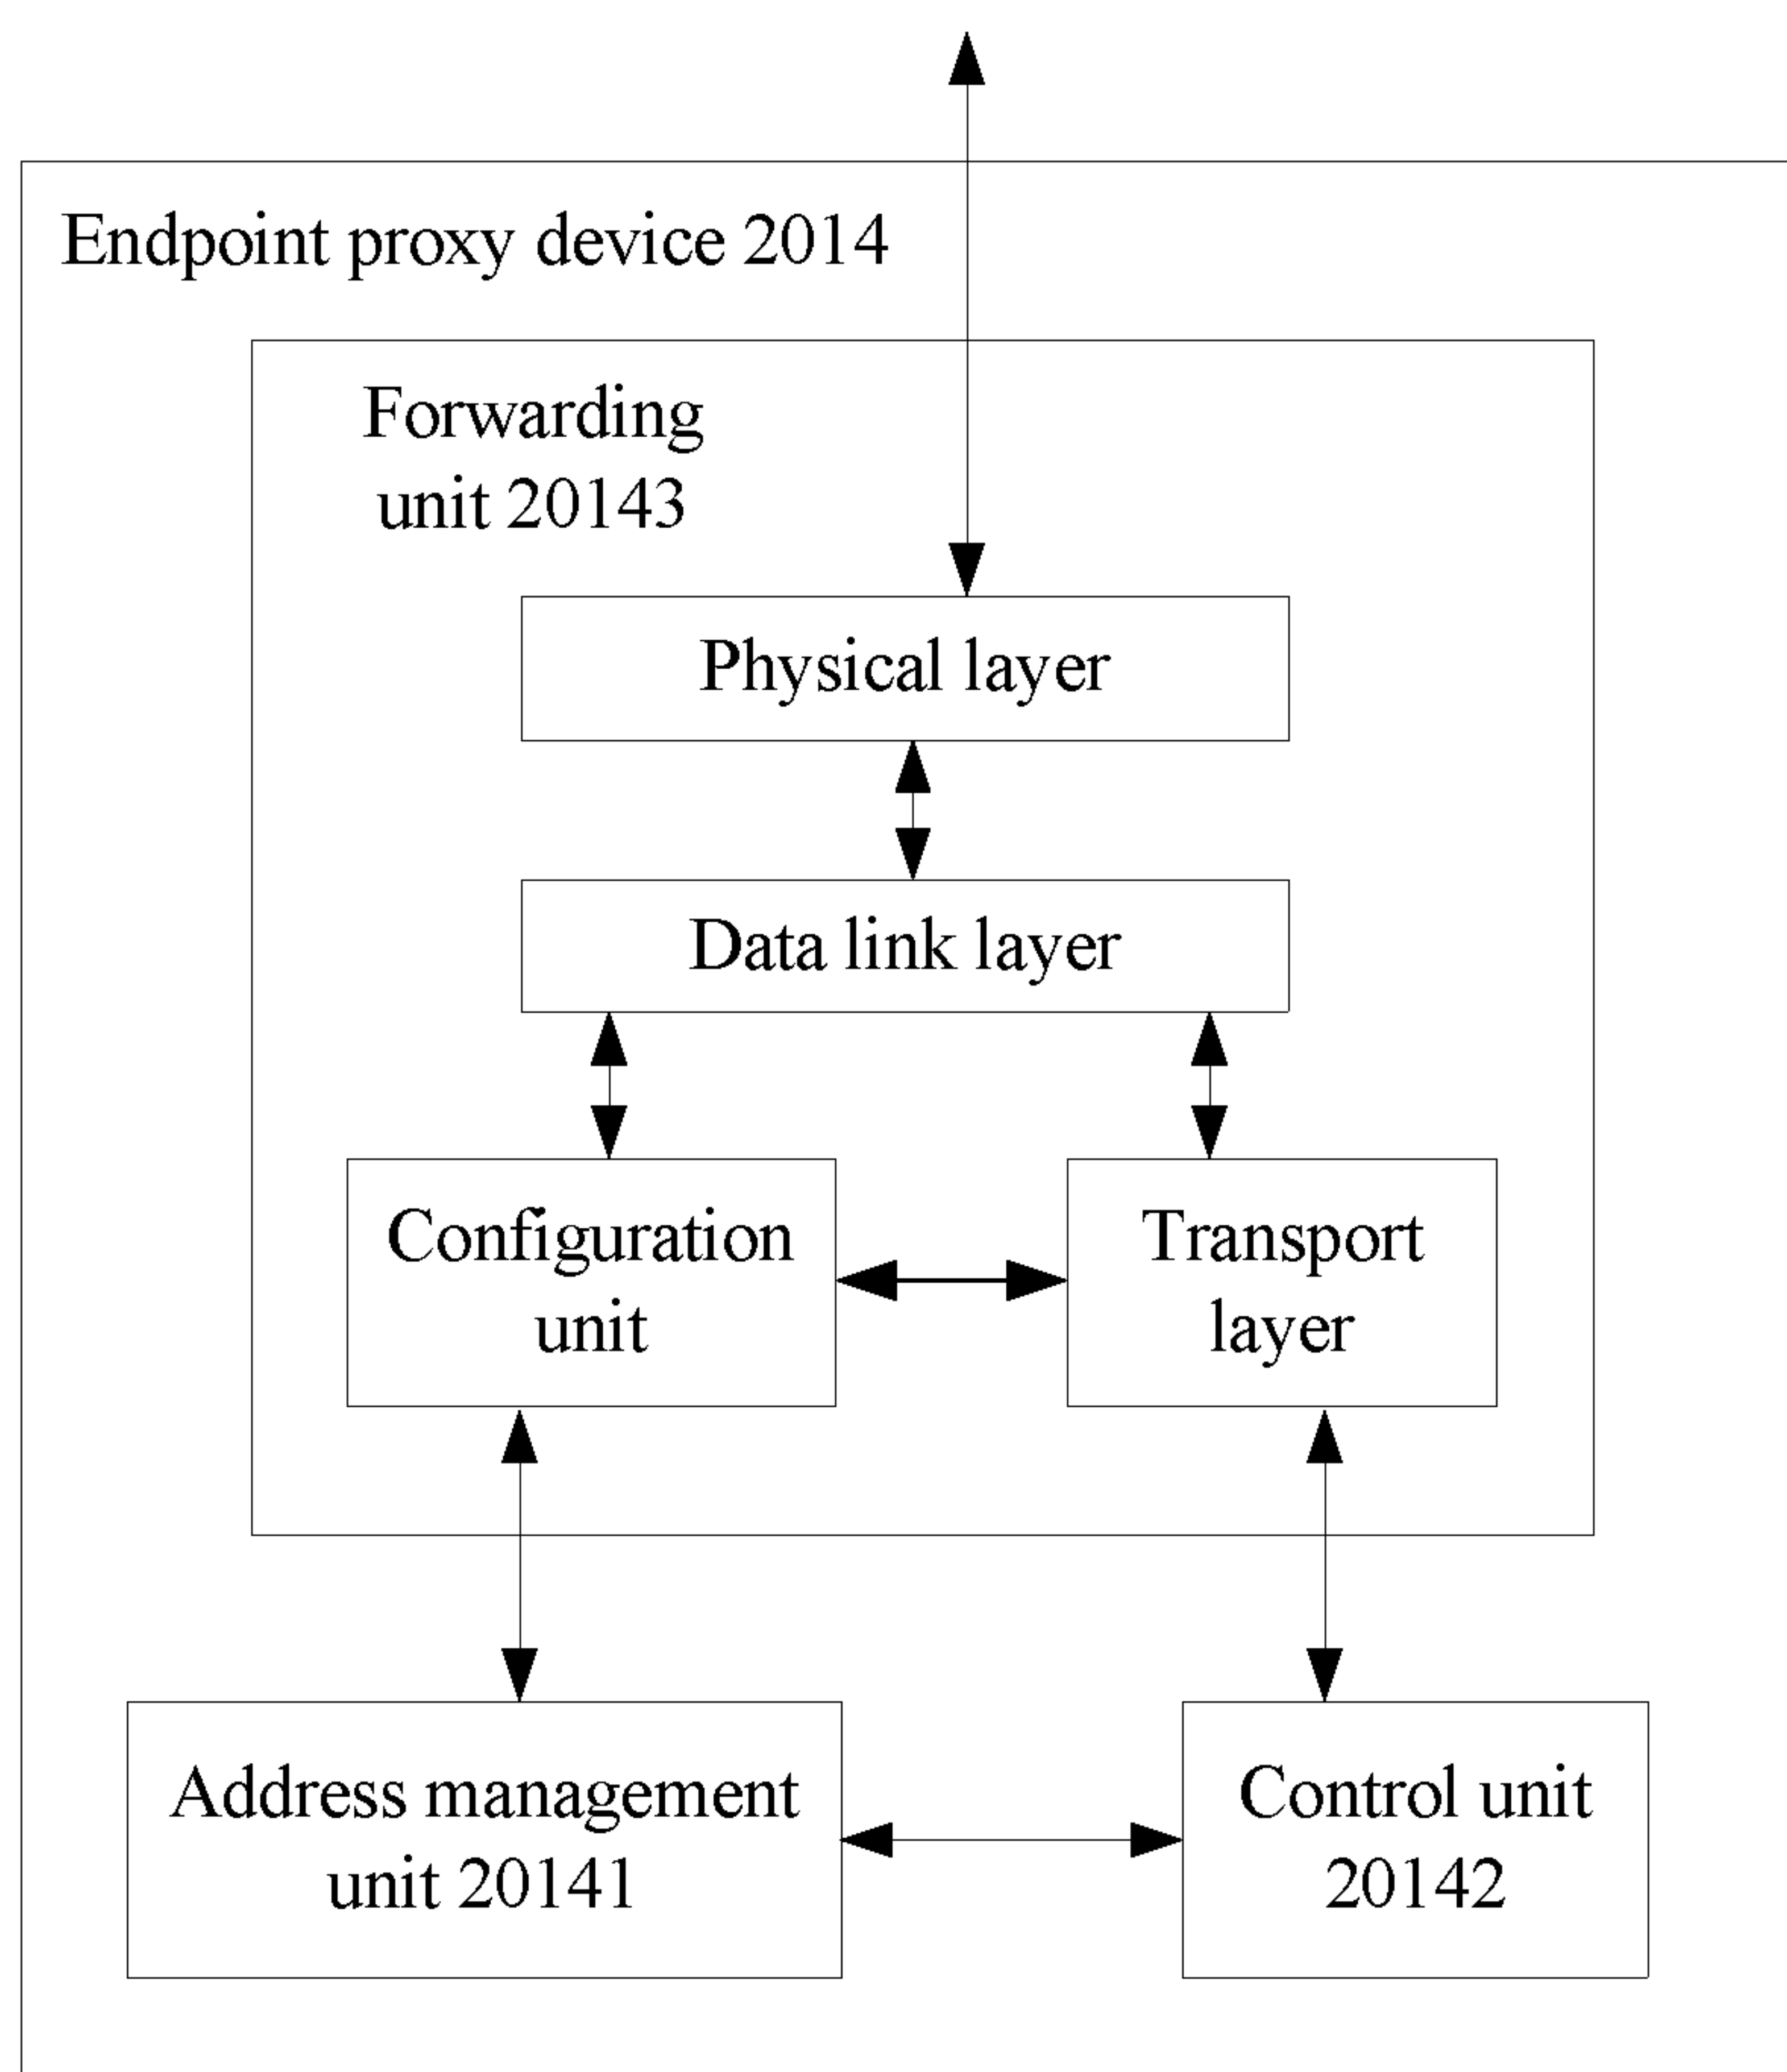 Endpoint proxy device 2014
Forwarding
unit 20143
Physical layer
Data link layer
Configuration
unit
Transport
layer
Address management
unit 20141
Control unit
20142